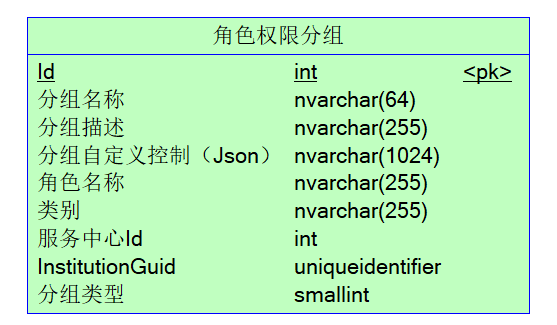 角色权限分组
Id int <pk>
分组名称 nvarchar(64)
分组描述 nvarchar(255)
分组自定义控制（Json） nvarchar(1024)
角色名称 nvarchar(255)
类别 nvarchar(255)
服务中心Id int
InstitutionGuid uniqueidentifier
分组类型 smallint